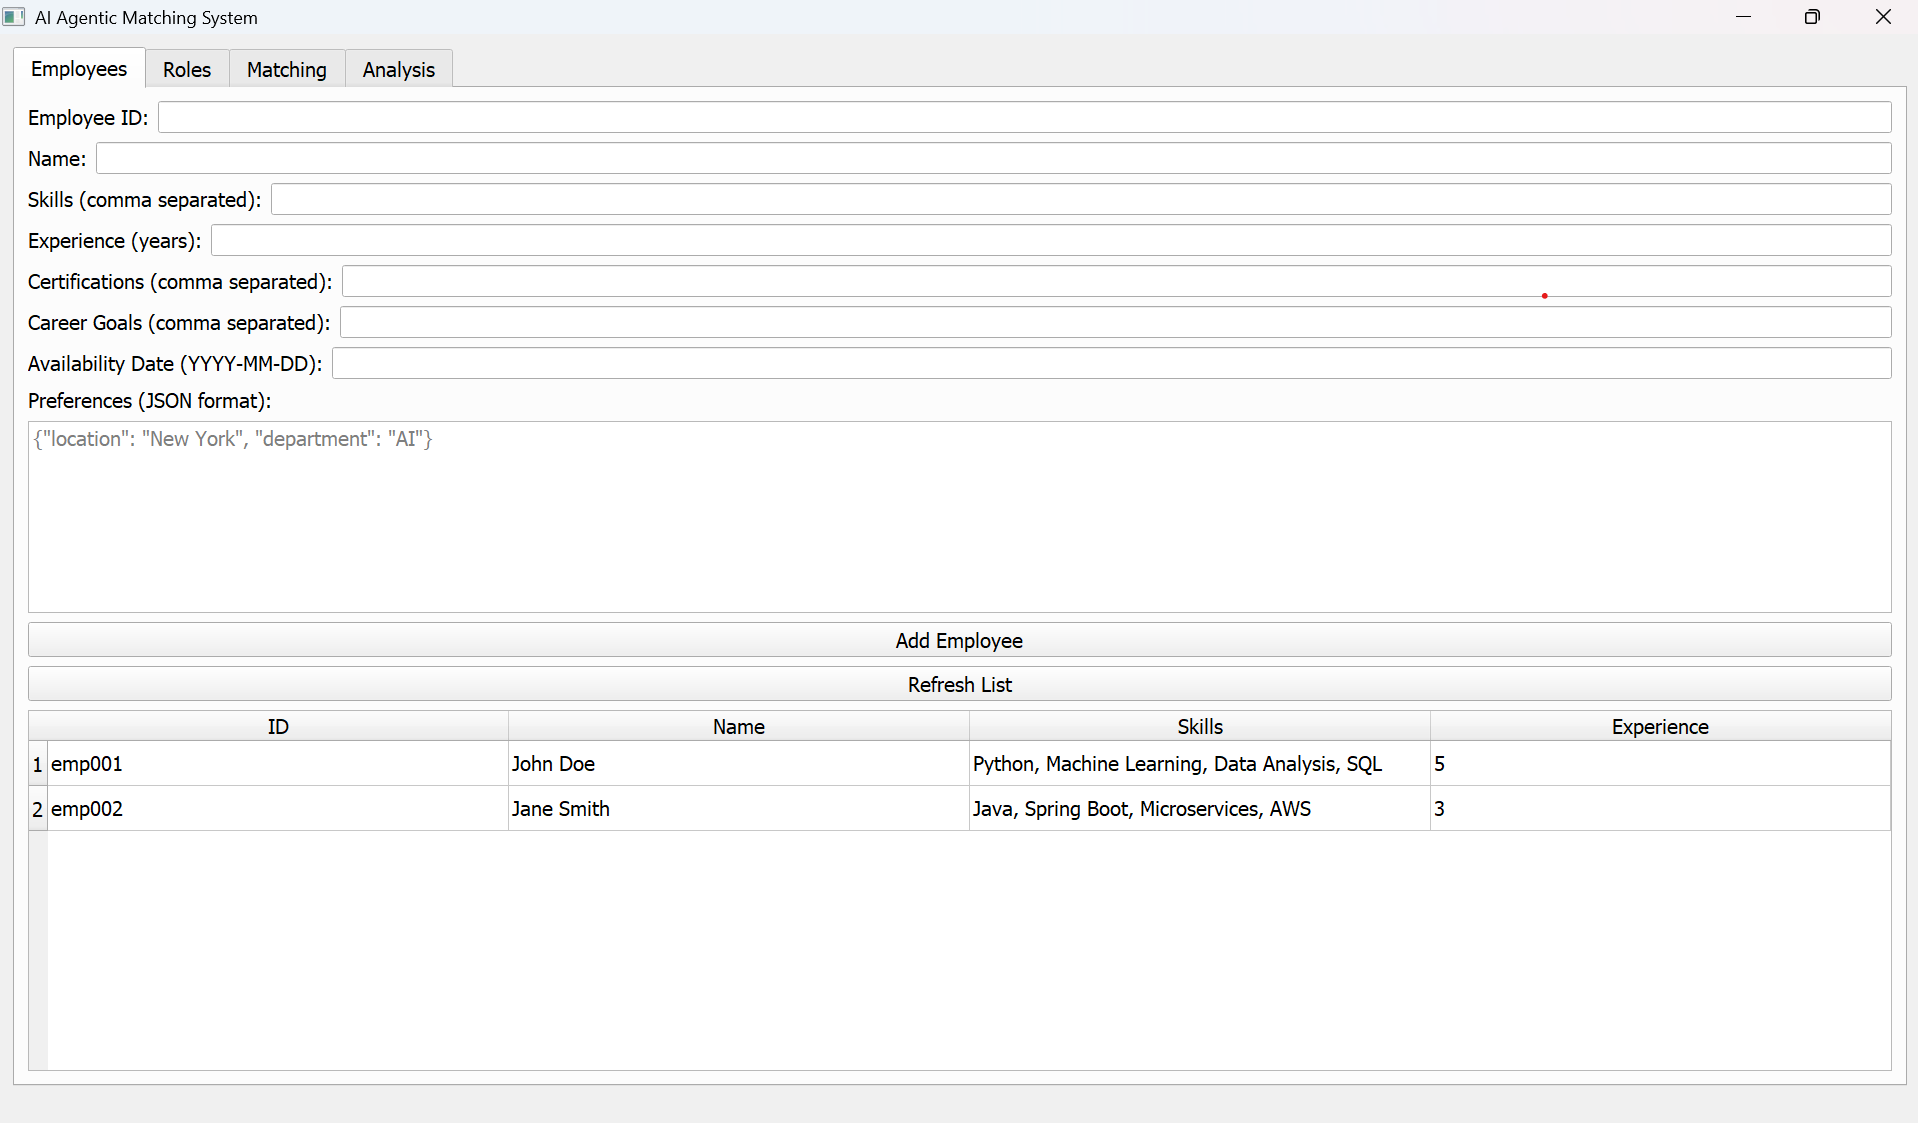 AI Agentic Matching System
Employees Roles Matching Analysis
Employee ID:
Name:
Skills (comma separated):
Experience (years):
Certifications (comma separated):
Career Goals (comma separated):
Availability Date (YYYY-MM-DD):
Preferences (JSON format):
{"location": "New York", "department": "AI"}
Add Employee
Refresh List
ID Name Skills Experience
1 emp001 John Doe Python, Machine Learning, Data Analysis, SQL 5
2 emp002 Jane Smith Java, Spring Boot, Microservices, AWS 3